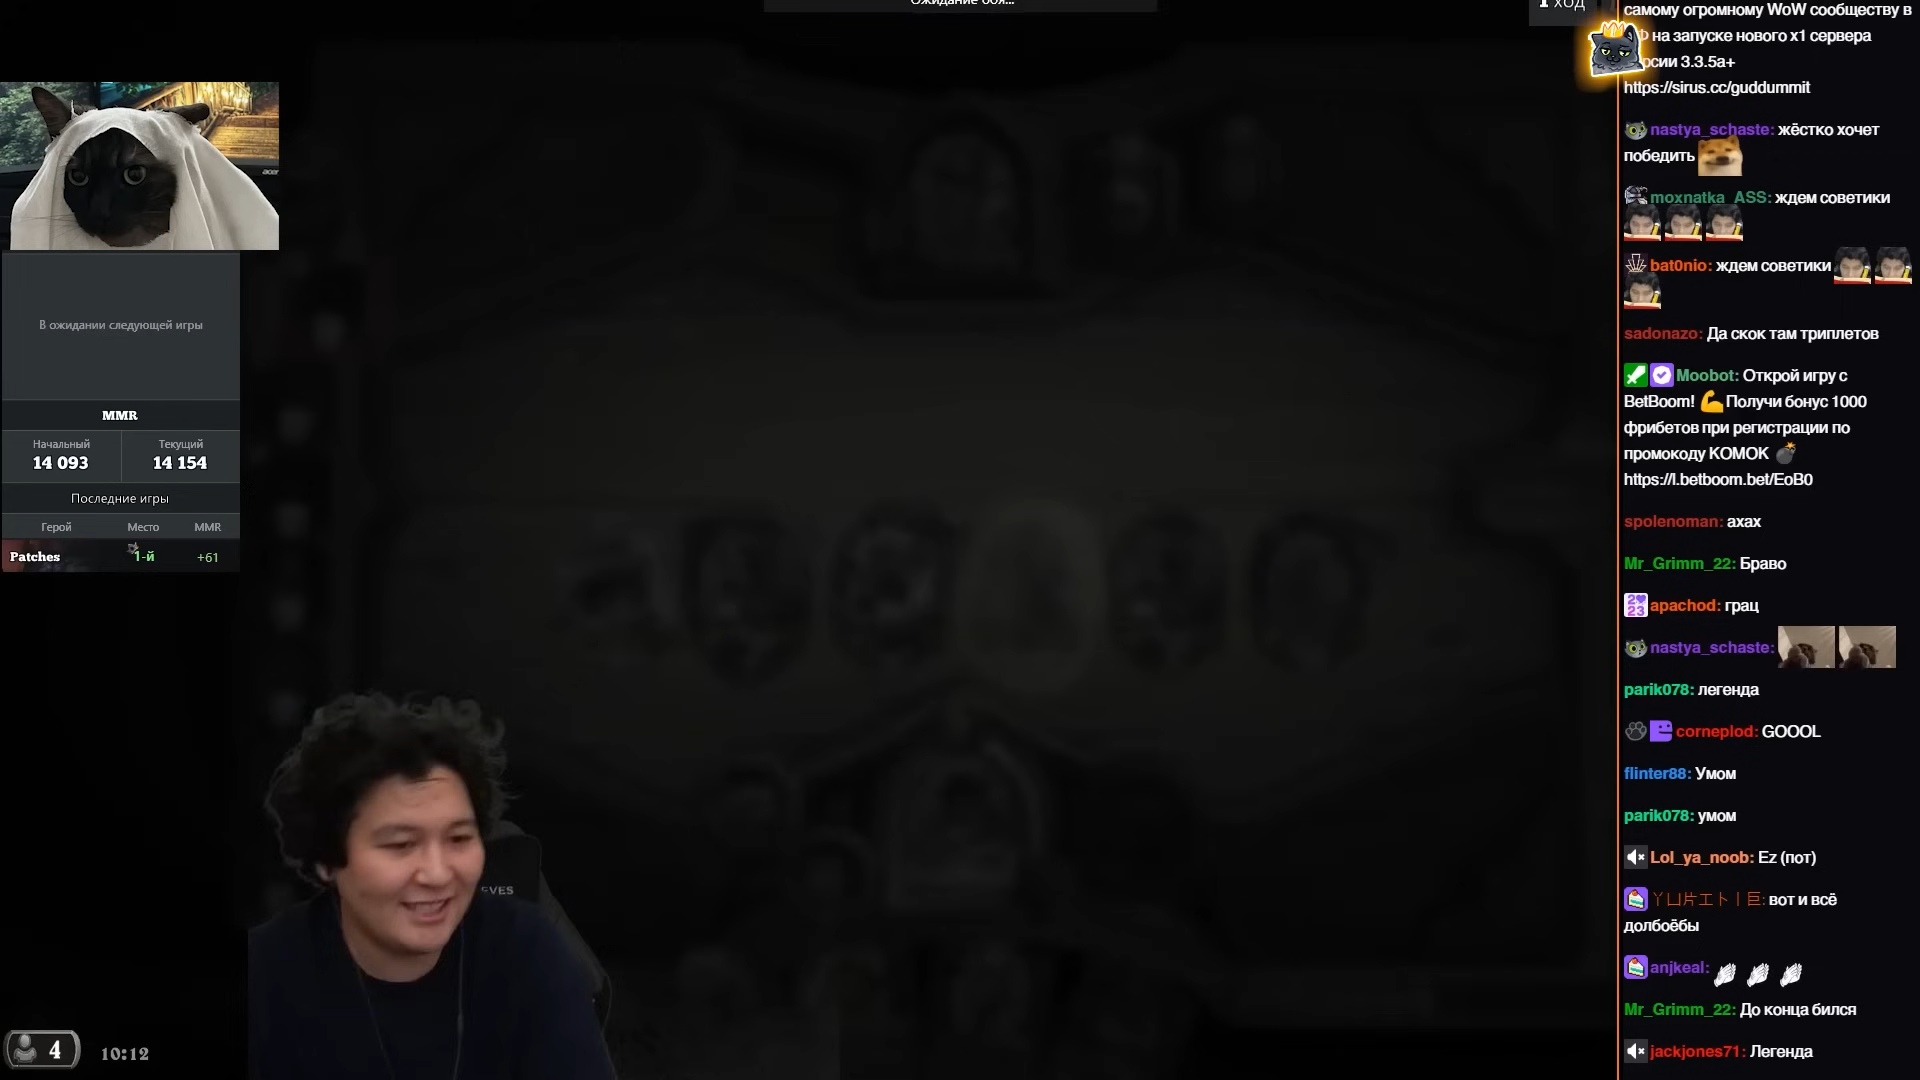 Ожидание боя...
1 ХОД
acer
В ожидании следующей игры
MMR
Начальный
Текущий
14 093
14 154
Последние игры
Герой
Место
MMR
Patches
1-й
+61
4
10:12
самому огромному WoW сообществу в
на запуске нового x1 сервера
рсии 3.3.5a+
https://sirus.cc/guddummit
nastya_schaste: жёстко хочет
победить
moxnatka_ASS: ждем советики
bat0nio: ждем советики
sadonazo: Да скок там триплетов
Moobot: Открой игру с
BetBoom! Получи бонус 1000
фрибетов при регистрации по
промокоду КОМОК
https://l.betboom.bet/EoB0
spolenoman: ахах
Mr_Grimm_22: Браво
apachod: грац
nastya_schaste:
parik078: легенда
corneplod: GOOOL
flinter88: Умом
parik078: умом
Lol_ya_noob: Ez (пот)
вот и всё
долбоёбы
anjkeal:
Mr_Grimm_22: До конца бился
jackjones71: Легенда